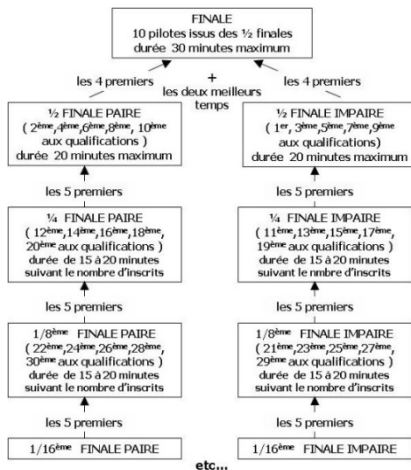 FINALE
10 pilotes issus des ½ finales
durée 30 minutes maximum
les 4 premiers
+
les deux meilleurs
temps
les 4 premiers
½ FINALE PAIRE
( 2ème,4ème,6ème,8ème, 10ème
aux qualifications )
durée 20 minutes maximum
½ FINALE IMPAIRE
( 1er, 3ème,5ème,7ème,9ème
aux qualifications)
durée 20 minutes maximum
les 5 premiers
les 5 premiers
¼ FINALE PAIRE
( 12ème,14ème,16ème,18ème,
20ème aux qualifications )
durée de 15 à 20 minutes
suivant le nombre d'inscrits
¼ FINALE IMPAIRE
( 11ème,13ème,15ème,17ème,
19ème aux qualifications )
durée de 15 à 20 minutes
suivant le nmbre d'inscrits
les 5 premiers
les 5 premiers
1/8ème FINALE PAIRE
( 22ème,24ème,26ème,28ème,
30ème aux qualifications )
durée de 15 à 20 minutes
suivant le nombre d'inscrits
1/8ème FINALE IMPAIRE
( 21ème,23ème,25ème,27ème,
29ème aux qualifications )
durée de 15 à 20 minutes
suivant le nombre d'inscrits
les 5 premiers
les 5 premiers
1/16ème FINALE PAIRE
1/16ème FINALE IMPAIRE
etc...